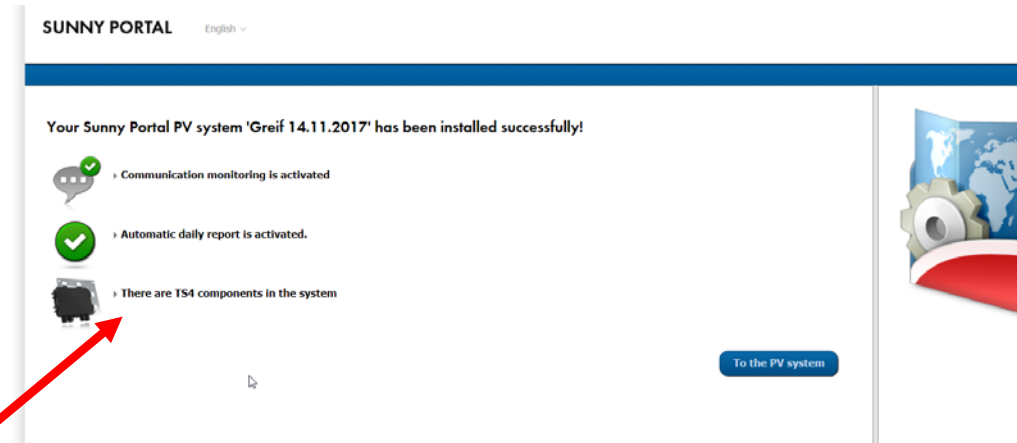 SUNNY PORTAL English
Your Sunny Portal PV system 'Greif 14.11.2017' has been installed successfully!
Communication monitoring is activated
Automatic daily report is activated.
There are TS4 components in the system
To the PV system